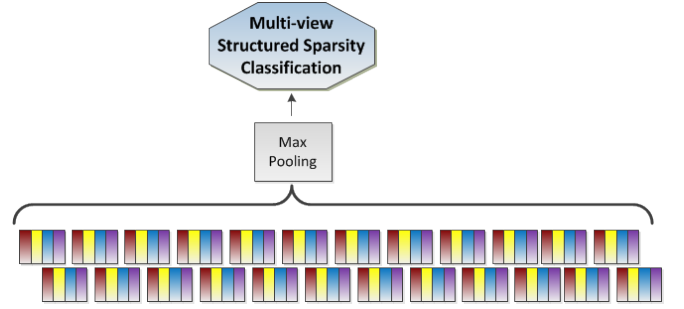 Multi-view
Structured Sparsity
Classification
Max
Pooling